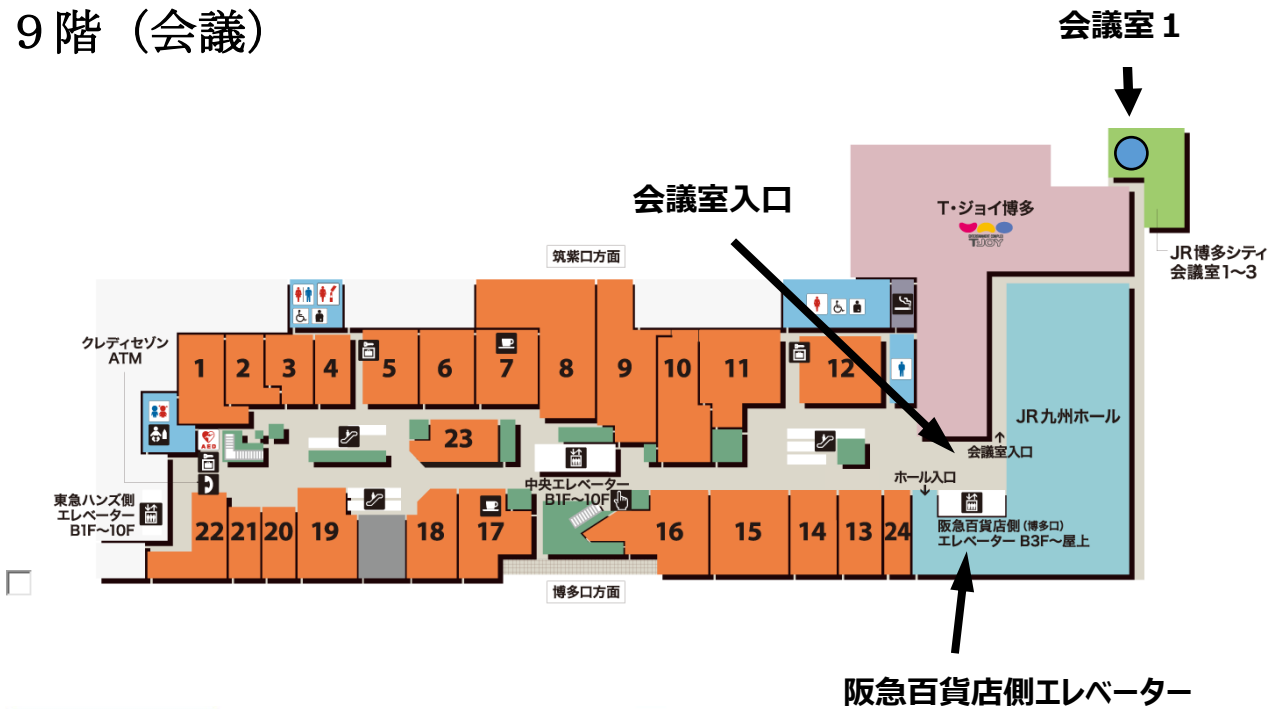 ９階（会議）
会議室１
会議室入口
T・ジョイ博多
T・JOY
JR博多シティ
会議室1〜3
筑紫口方面
クレディセゾン
ATM
1
2
3
4
5
6
7
8
9
10
11
12
JR九州ホール
AED
23
会議室入口
中央エレベーター
B1F〜10F
ホール入口
東急ハンズ側
エレベーター
B1F〜10F
22
21
20
19
18
17
16
15
14
13
24
阪急百貨店側（博多口）
エレベーター B3F〜屋上
博多口方面
阪急百貨店側エレベーター